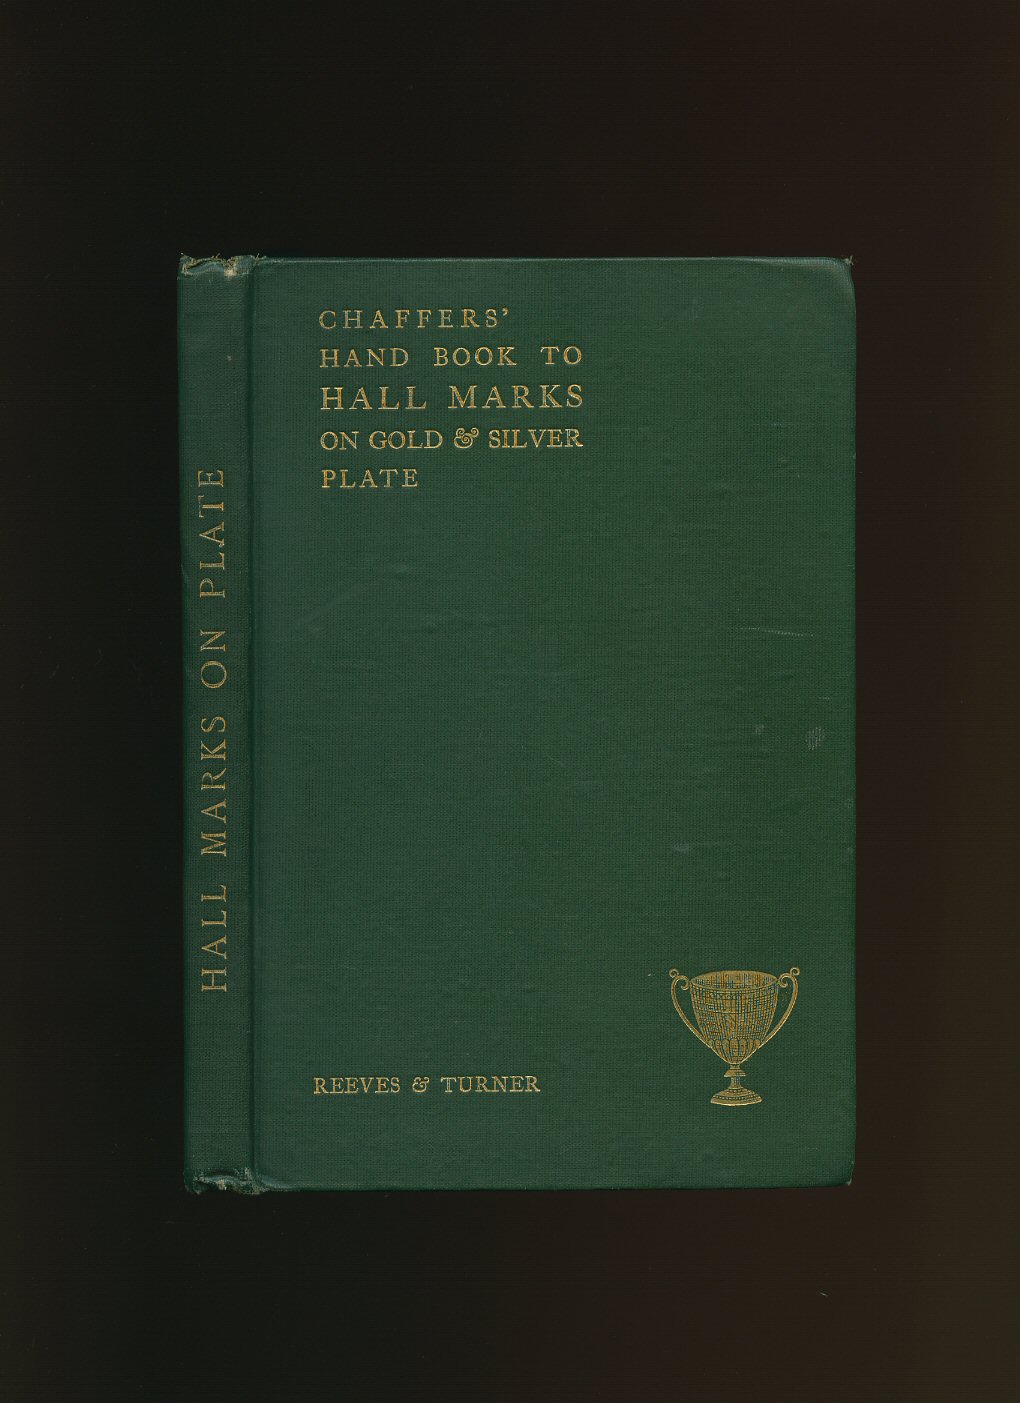 CHAFFERS'
HAND BOOK TO
HALL MARKS
ON GOLD & SILVER
PLATE
REEVES & TURNER
HALL MARKS ON PLATE